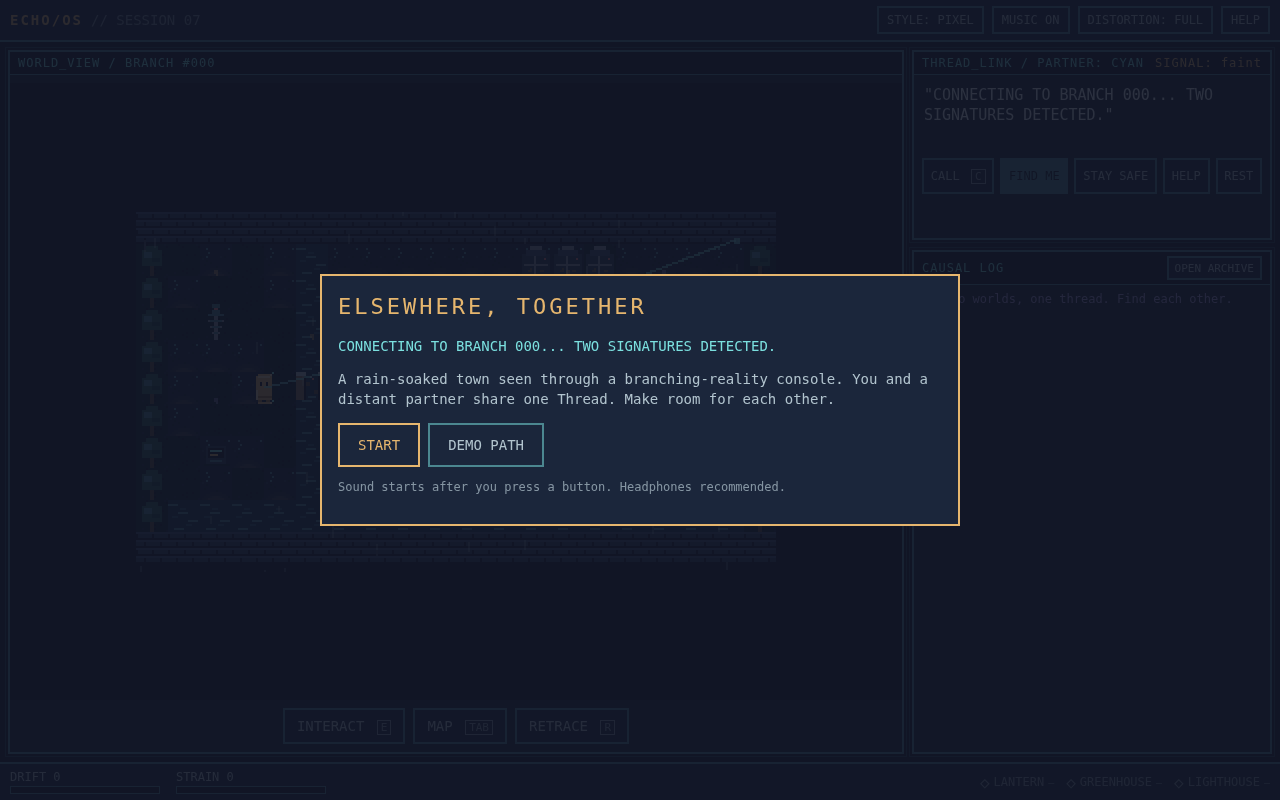 ECHO/OS // SESSION 07
STYLE: PIXEL
MUSIC ON
DISTORTION: FULL
HELP
WORLD_VIEW / BRANCH #000
THREAD_LINK / PARTNER: CYAN
SIGNAL: faint
"CONNECTING TO BRANCH 000... TWO
SIGNATURES DETECTED."
CALL C
FIND ME
STAY SAFE
HELP
REST
CAUSAL LOG
OPEN ARCHIVE
worlds, one thread. Find each other.
ELSEWHERE, TOGETHER
CONNECTING TO BRANCH 000... TWO SIGNATURES DETECTED.
A rain-soaked town seen through a branching-reality console. You and a
distant partner share one Thread. Make room for each other.
START
DEMO PATH
Sound starts after you press a button. Headphones recommended.
INTERACT E
MAP TAB
RETRACE R
DRIFT 0
STRAIN 0
◇ LANTERN —
◇ GREENHOUSE —
◇ LIGHTHOUSE —